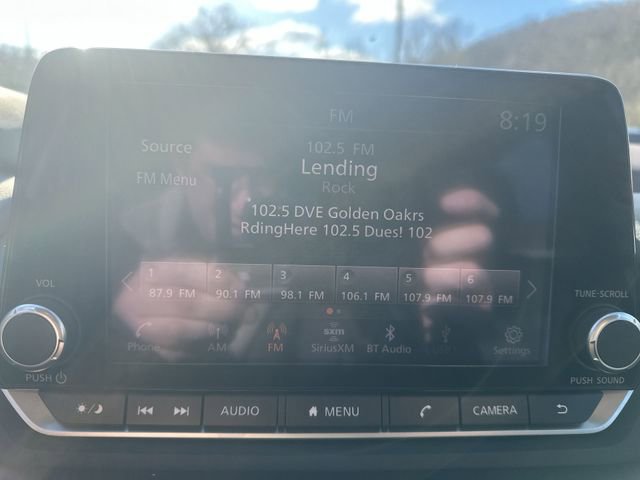 FM
8:19
Source
102.5 FM
Lending
FM Menu
Rock
102.5 DVE Golden Oakrs
RdingHere 102.5 Dues! 102
1 2 3 4 5 6
87.9 FM 90.1 FM 98.1 FM 106.1 FM 107.9 FM 107.9 FM
VOL
TUNE·SCROLL
Phone AM FM sxm SiriusXM BT Audio Settings
PUSH
PUSH SOUND
AUDIO MENU CAMERA